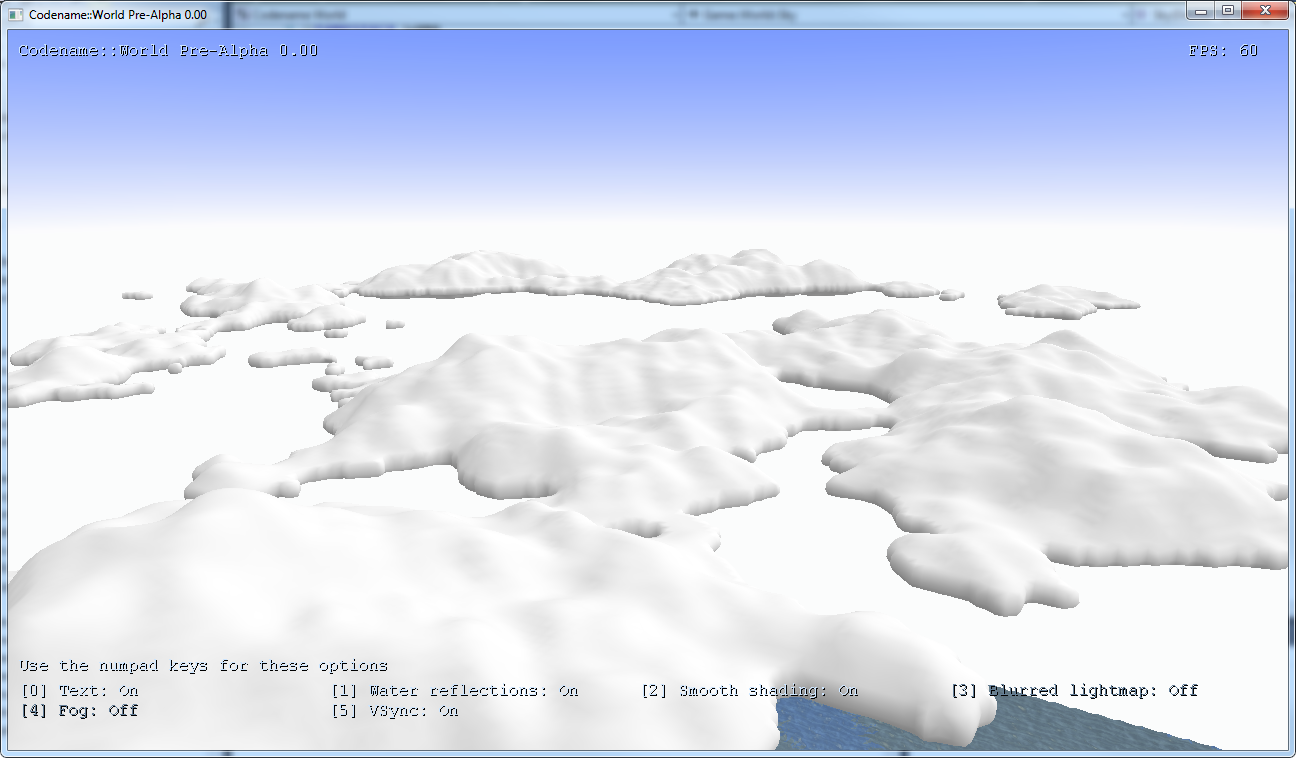 Codename::World Pre-Alpha 0.00
Codename::World Pre-Alpha 0.00 FPS: 60
Use the numpad keys for these options
[0] Text: On [1] Water reflections: On [2] Smooth shading: On [3] Blurred lightmap: Off
[4] Fog: Off [5] VSync: On